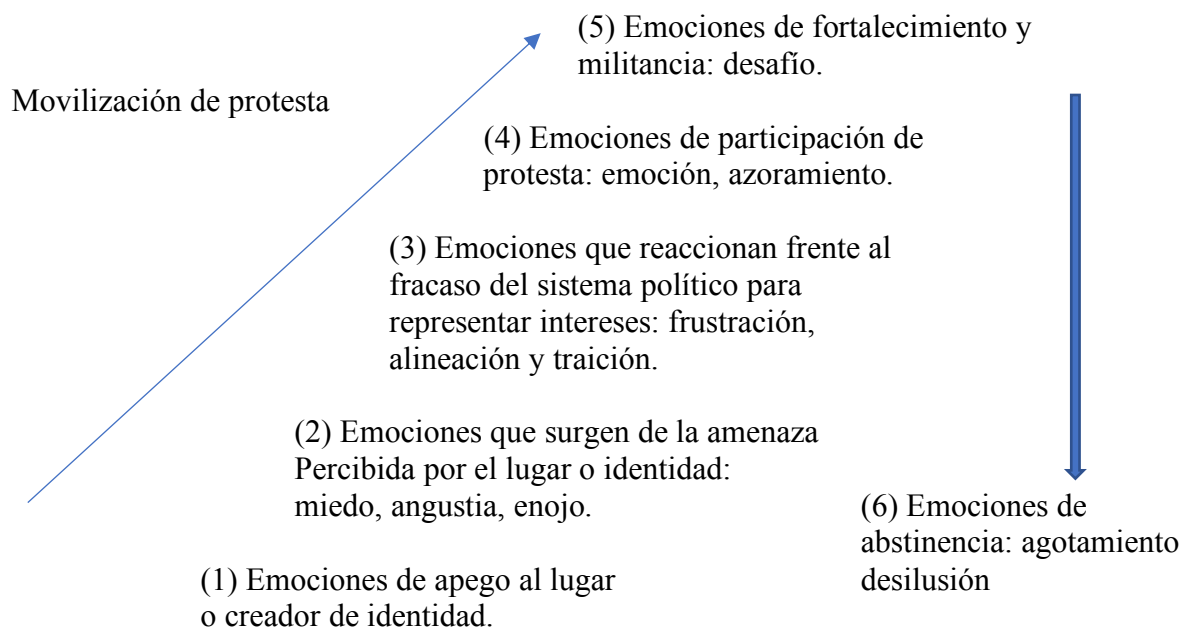 (5) Emociones de fortalecimiento y
militancia: desafío.
Movilización de protesta
(4) Emociones de participación de
protesta: emoción, azoramiento.
(3) Emociones que reaccionan frente al
fracaso del sistema político para
representar intereses: frustración,
alineación y traición.
(2) Emociones que surgen de la amenaza
Percibida por el lugar o identidad:
miedo, angustia, enojo.
(6) Emociones de
abstinencia: agotamiento
desilusión
(1) Emociones de apego al lugar
o creador de identidad.